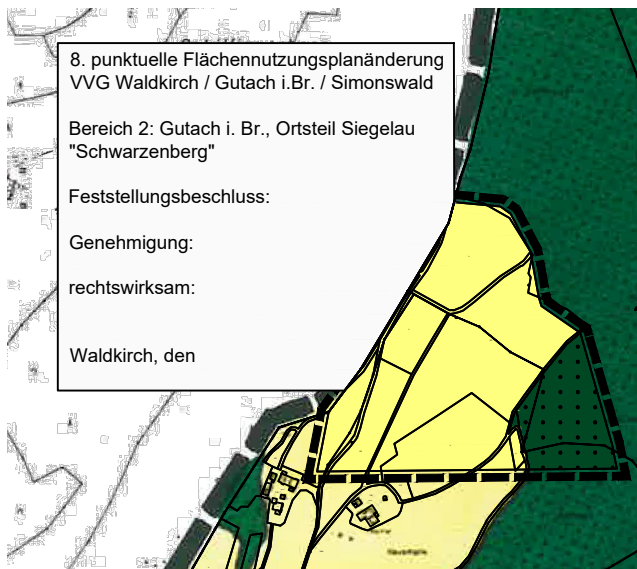 8. punktuelle Flächennutzungsplanänderung
VVG Waldkirch / Gutach i.Br. / Simonswald
Bereich 2: Gutach i. Br., Ortsteil Siegelau
"Schwarzenberg"
Feststellungsbeschluss:
Genehmigung:
rechtswirksam:
Waldkirch, den